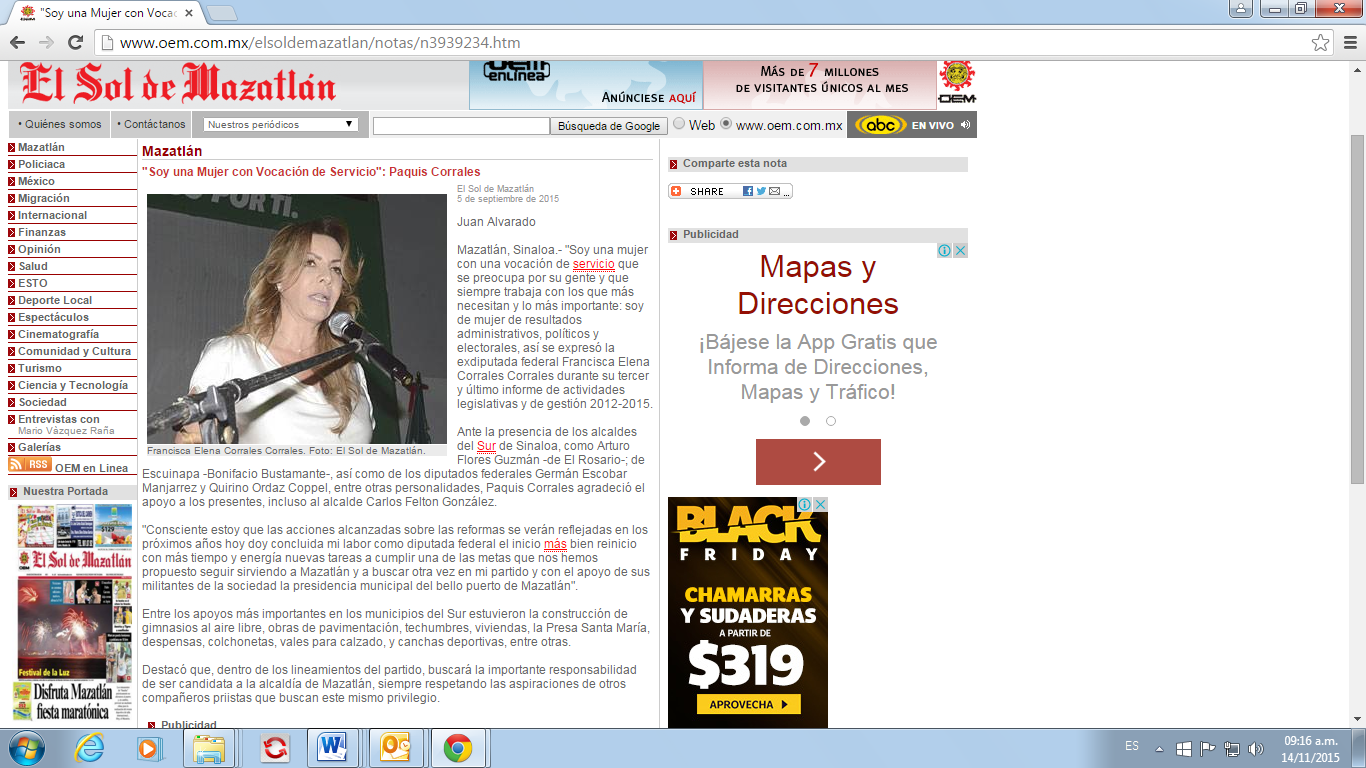 "Soy una Mujer con Voca
www.oem.com.mx/elsoldemazatlan/notas/n3939234.htm
El Sol de Mazatlán
OEM
ENLÍNEA
ANÚNCIESE AQUÍ
MÁS DE 7 MILLONES
DE VISITANTES ÚNICOS AL MES
OEM
• Quiénes somos
• Contáctanos
Nuestros periódicos
Búsqueda de Google
Web
www.oem.com.mx
abc EN VIVO
Mazatlán
Policiaca
México
Migración
Internacional
Finanzas
Opinión
Salud
ESTO
Deporte Local
Espectáculos
Cinematografía
Comunidad y Cultura
Turismo
Ciencia y Tecnología
Sociedad
Entrevistas con
Mario Vázquez Raña
Galerías
RSS OEM en Linea
Nuestra Portada
El Sol de Mazatlán
Festival de la Luz
Disfruta Mazatlán
fiesta maratónica
Mazatlán
"Soy una Mujer con Vocación de Servicio": Paquis Corrales
POR TI.
Francisca Elena Corrales Corrales. Foto: El Sol de Mazatlán.
El Sol de Mazatlán
5 de septiembre de 2015
Juan Alvarado
Mazatlán, Sinaloa.- "Soy una mujer
con una vocación de servicio que
se preocupa por su gente y que
siempre trabaja con los que más
necesitan y lo más importante: soy
de mujer de resultados
administrativos, políticos y
electorales, así se expresó la
exdiputada federal Francisca Elena
Corrales Corrales durante su tercer
y último informe de actividades
legislativas y de gestión 2012-2015.
Ante la presencia de los alcaldes
del Sur de Sinaloa, como Arturo
Flores Guzmán -de El Rosario-; de
Escuinapa -Bonifacio Bustamante-, así como de los diputados federales Germán Escobar
Manjarrez y Quirino Ordaz Coppel, entre otras personalidades, Paquis Corrales agradeció el
apoyo a los presentes, incluso al alcalde Carlos Felton González.
"Consciente estoy que las acciones alcanzadas sobre las reformas se verán reflejadas en los
próximos años hoy doy concluida mi labor como diputada federal el inicio más bien reinicio
con más tiempo y energía nuevas tareas a cumplir una de las metas que nos hemos
propuesto seguir sirviendo a Mazatlán y a buscar otra vez en mi partido y con el apoyo de sus
militantes de la sociedad la presidencia municipal del bello puerto de Mazatlán".
Entre los apoyos más importantes en los municipios del Sur estuvieron la construcción de
gimnasios al aire libre, obras de pavimentación, techumbres, viviendas, la Presa Santa María,
despensas, colchonetas, vales para calzado, y canchas deportivas, entre otras.
Destacó que, dentro de los lineamientos del partido, buscará la importante responsabilidad
de ser candidata a la alcaldía de Mazatlán, siempre respetando las aspiraciones de otros
compañeros priistas que buscan este mismo privilegio.
Publicidad
Comparte esta nota
SHARE ...
Publicidad
Mapas y
Direcciones
¡Bájese la App Gratis que
Informa de Direcciones,
Mapas y Tráfico!
BLACK
FRIDAY
CHAMARRAS
Y SUDADERAS
A PARTIR DE
$319
APROVECHA
ES
09:16 a.m.
14/11/2015